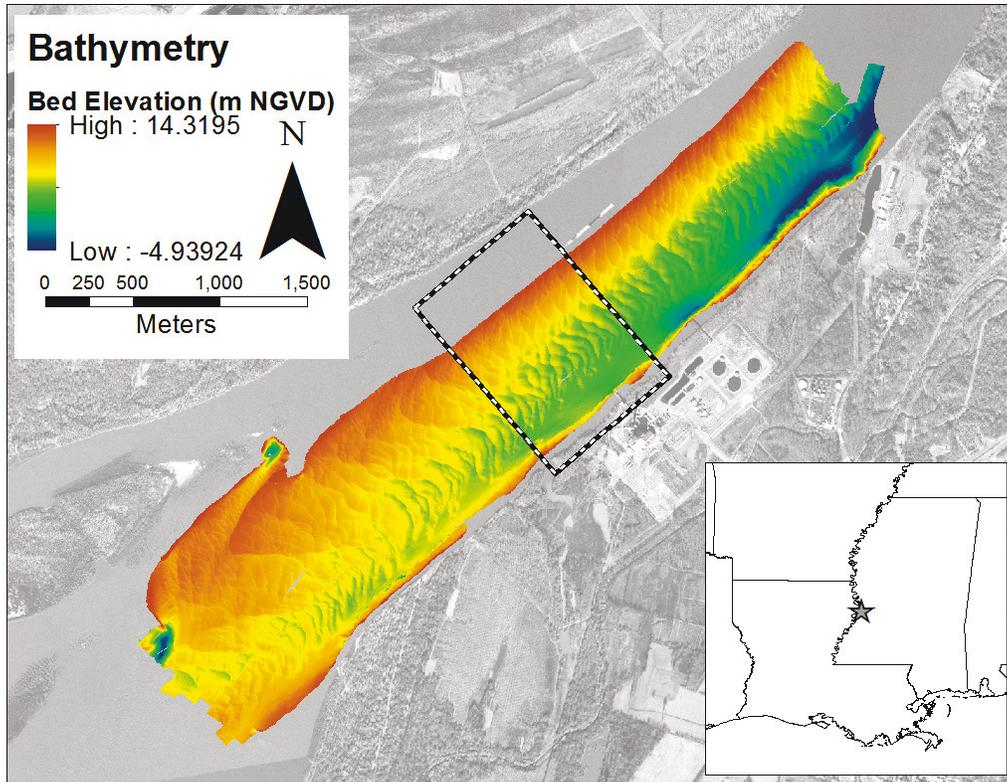 Bathymetry
Bed Elevation (m NGVD)
High : 14.3195
N
Low : -4.93924
0 250 500 1,000 1,500
Meters